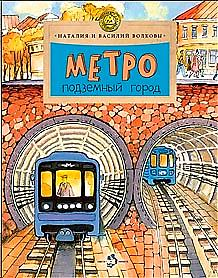 НАТАЛИЯ И ВАСИЛИЙ ВОЛКОВЫ
МЕТРО
ПОДЗЕМНЫЙ ГОРОД